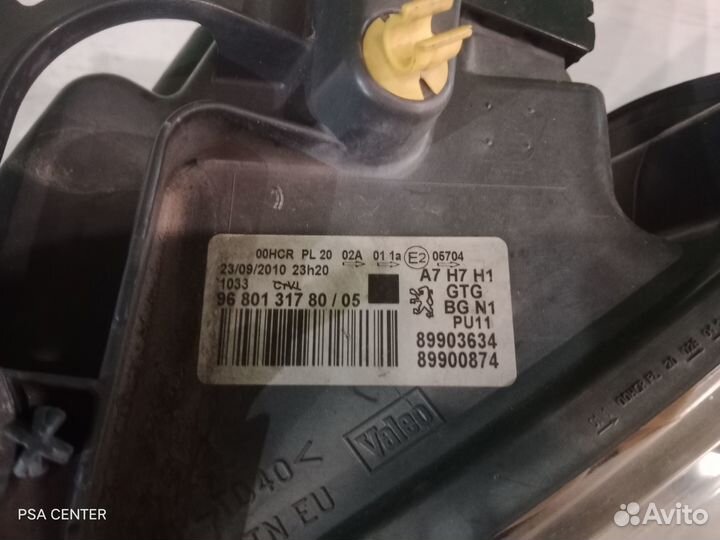 00HCR PL 20 02A 01 1a E2 05704
23/09/2010 23h20
1033
96 801 317 80 / 05
A7 H7 H1
GTG
BG N1
PU11
89903634
89900874
Valeo
TD40<
IN EU
PSA CENTER
Avito